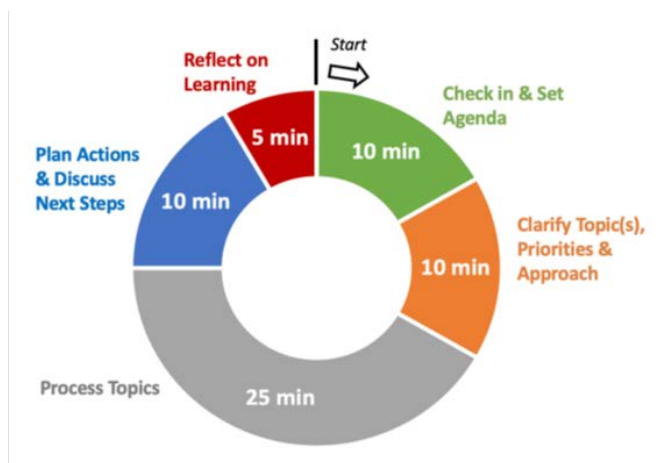 Start
Reflect on
Learning
5 min
Check in & Set
Agenda
10 min
Plan Actions
& Discuss
Next Steps
10 min
Clarify Topic(s),
Priorities &
Approach
10 min
Process Topics
25 min